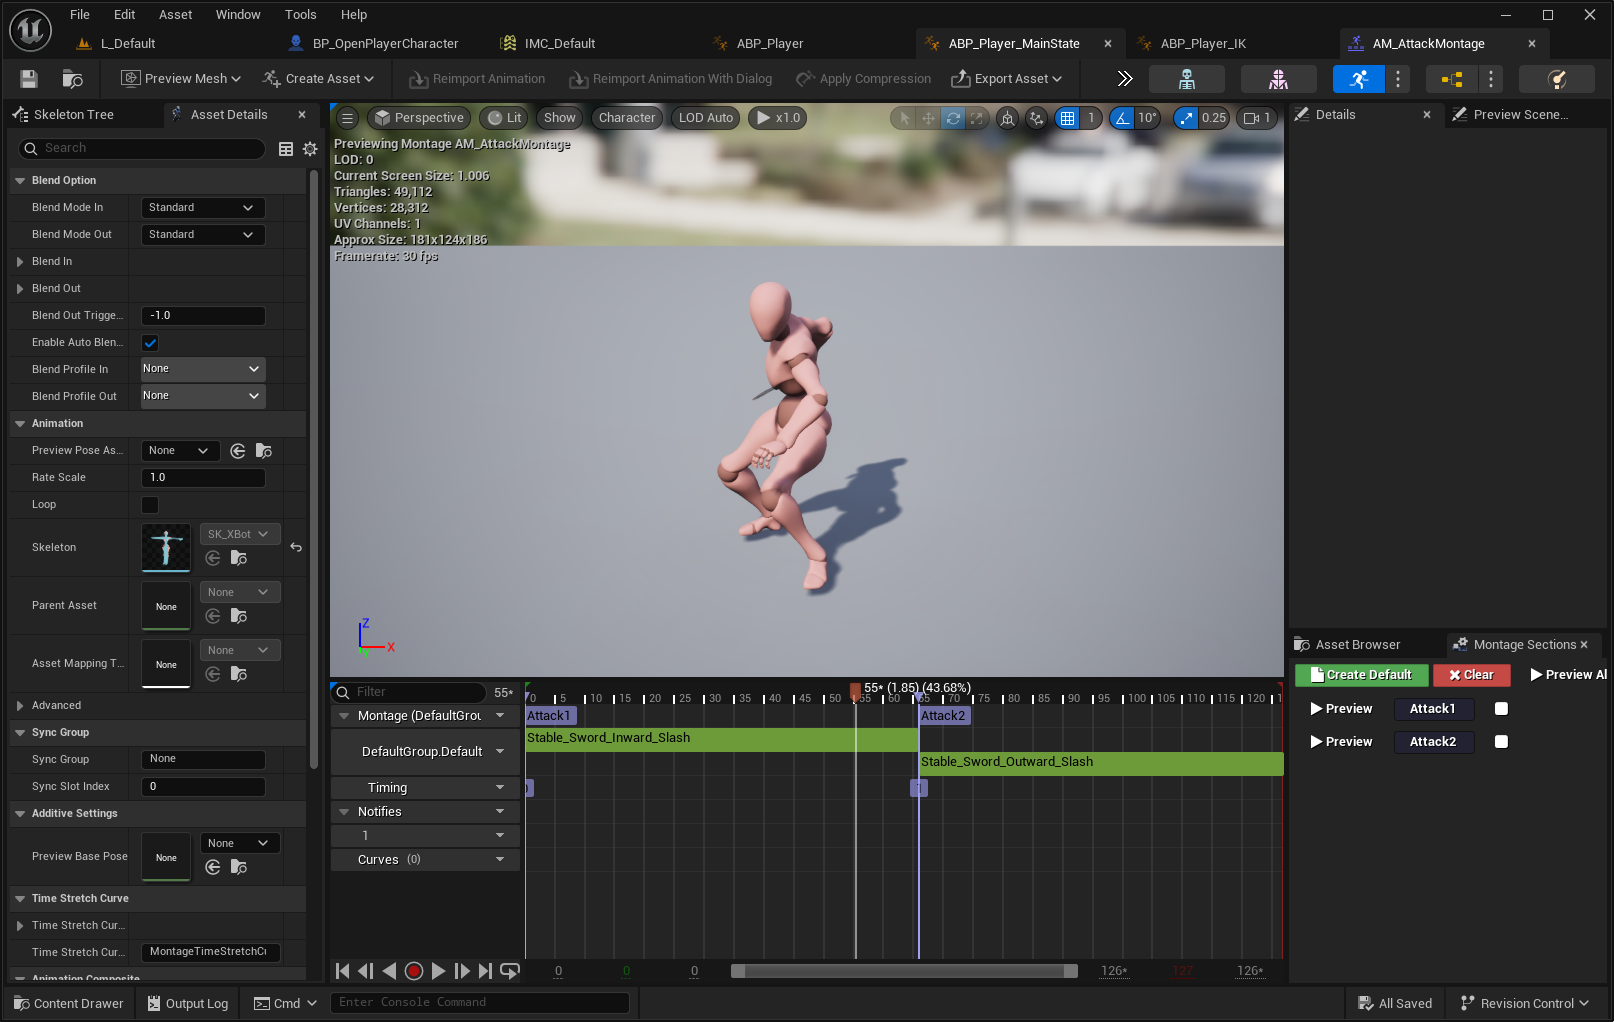 File Edit Asset Window Tools Help
L_Default BP_OpenPlayerCharacter IMC_Default ABP_Player ABP_Player_MainState ABP_Player_IK AM_AttackMontage
Preview Mesh Create Asset Reimport Animation Reimport Animation With Dialog Apply Compression Export Asset
Skeleton Tree Asset Details
Search
Blend Option
Blend Mode In Standard
Blend Mode Out Standard
Blend In
Blend Out
Blend Out Trigge... -1.0
Enable Auto Blen...
Blend Profile In None
Blend Profile Out None
Animation
Preview Pose As... None
Rate Scale 1.0
Loop
Skeleton SK_XBot
Parent Asset None None
Asset Mapping T... None None
Advanced
Sync Group
Sync Group None
Sync Slot Index 0
Additive Settings
Preview Base Pose None None
Time Stretch Curve
Time Stretch Cur...
Time Stretch Cur... MontageTimeStretchCu
Animation Composite
Perspective Lit Show Character LOD Auto x1.0 1 10° 0.25 1
Previewing Montage AM_AttackMontage
LOD: 0
Current Screen Size: 1.006
Triangles: 49,112
Vertices: 28,312
UV Channels: 1
Approx Size: 181x124x186
Framerate: 30 fps
Z
X
Filter 55*
55* (1.85) (43.68%)
0 5 10 15 20 25 30 35 40 45 50 55 60 65 70 75 80 85 90 95 100 105 110 115 120 1
Montage (DefaultGrou Attack1 Attack2
Stable_Sword_Inward_Slash
DefaultGroup.Default
Stable_Sword_Outward_Slash
Timing
Notifies
1
Curves (0)
0 0 0 126* 127 126*
Details Preview Scene...
Asset Browser Montage Sections
Create Default Clear Preview Al
Preview Attack1
Preview Attack2
Content Drawer Output Log Cmd Enter Console Command All Saved Revision Control